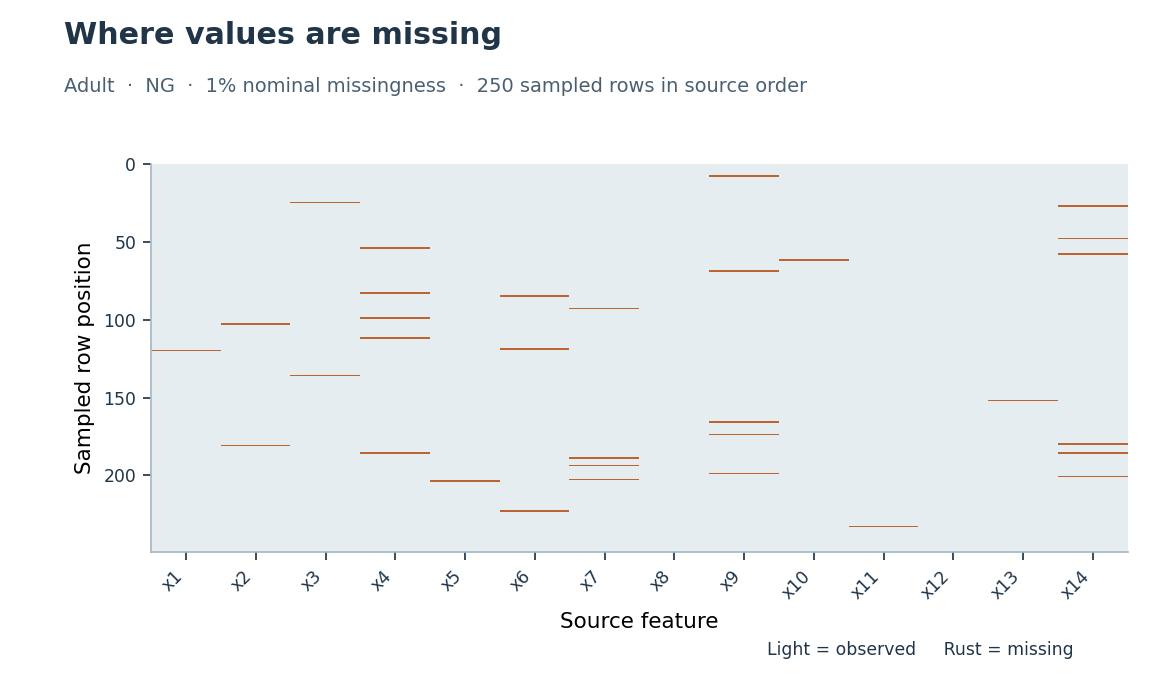 Where values are missing
Adult · NG · 1% nominal missingness · 250 sampled rows in source order
0
50
100
150
200
Sampled row position
x1 x2 x3 x4 x5 x6 x7 x8 x9 x10 x11 x12 x13 x14
Source feature
Light = observed Rust = missing